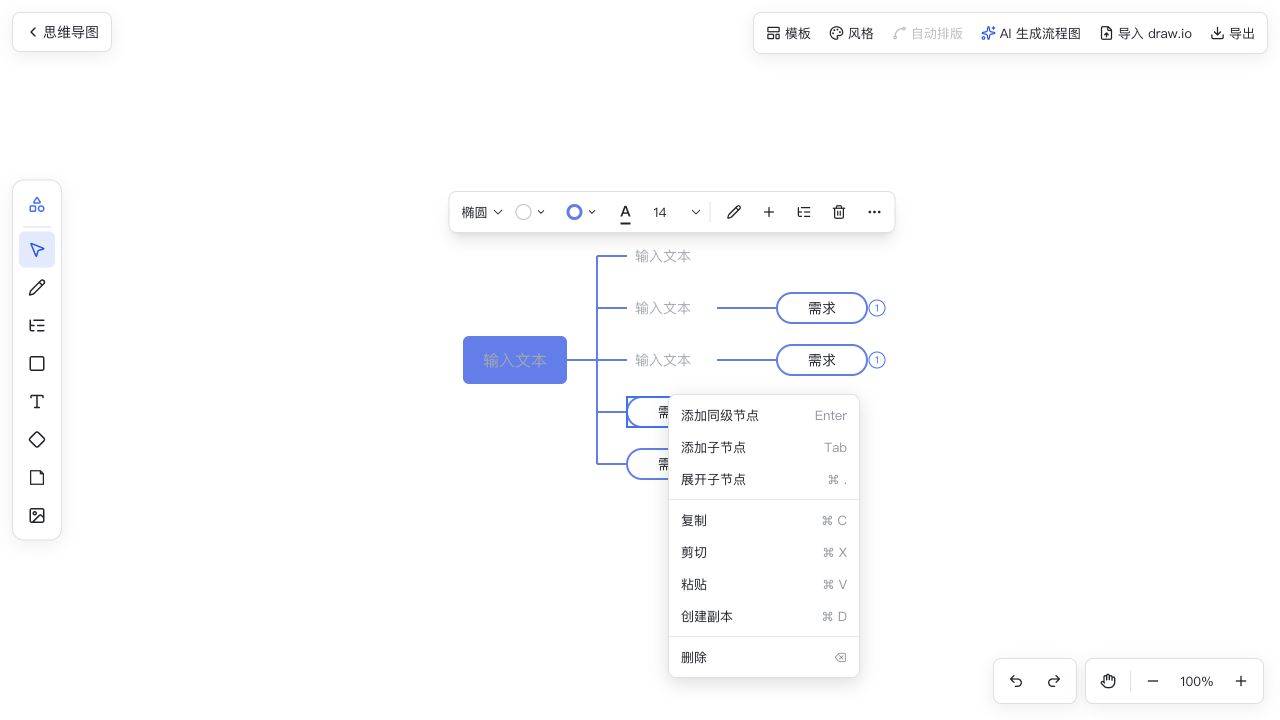 思维导图
模板
风格
自动排版
AI 生成流程图
导入 draw.io
导出
椭圆
A
14
输入文本
输入文本
需求
1
输入文本
输入文本
需求
1
需
需
添加同级节点 Enter
添加子节点 Tab
展开子节点 ⌘ .
复制 ⌘ C
剪切 ⌘ X
粘贴 ⌘ V
创建副本 ⌘ D
删除
100%